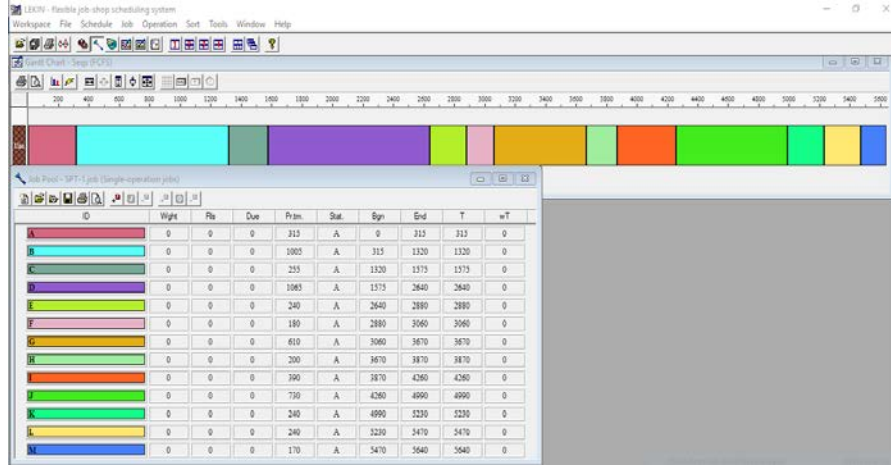 LEKIN - flexible job-shop scheduling system
Workspace File Schedule Job Operation Sort Tools Window Help
Gantt Chart - Seqs (FCFS)
200 400 600 800 1000 1200 1400 1600 1800 2000 2200 2400 2600 2800 3000 3200 3400 3600 3800 4000 4200 4400 4600 4800 5000 5200 5400 5600
Job Pool - SPT-1.job (Single-operation jobs)
ID Wght Rls Due Pr.tm. Stat. Bgn End T wT
A 0 0 0 315 A 0 315 315 0
B 0 0 0 1005 A 315 1320 1320 0
C 0 0 0 255 A 1320 1575 1575 0
D 0 0 0 1065 A 1575 2640 2640 0
E 0 0 0 240 A 2640 2880 2880 0
F 0 0 0 180 A 2880 3060 3060 0
G 0 0 0 610 A 3060 3670 3670 0
H 0 0 0 200 A 3670 3870 3870 0
I 0 0 0 390 A 3870 4260 4260 0
J 0 0 0 730 A 4260 4990 4990 0
K 0 0 0 240 A 4990 5230 5230 0
L 0 0 0 240 A 5230 5470 5470 0
M 0 0 0 170 A 5470 5640 5640 0